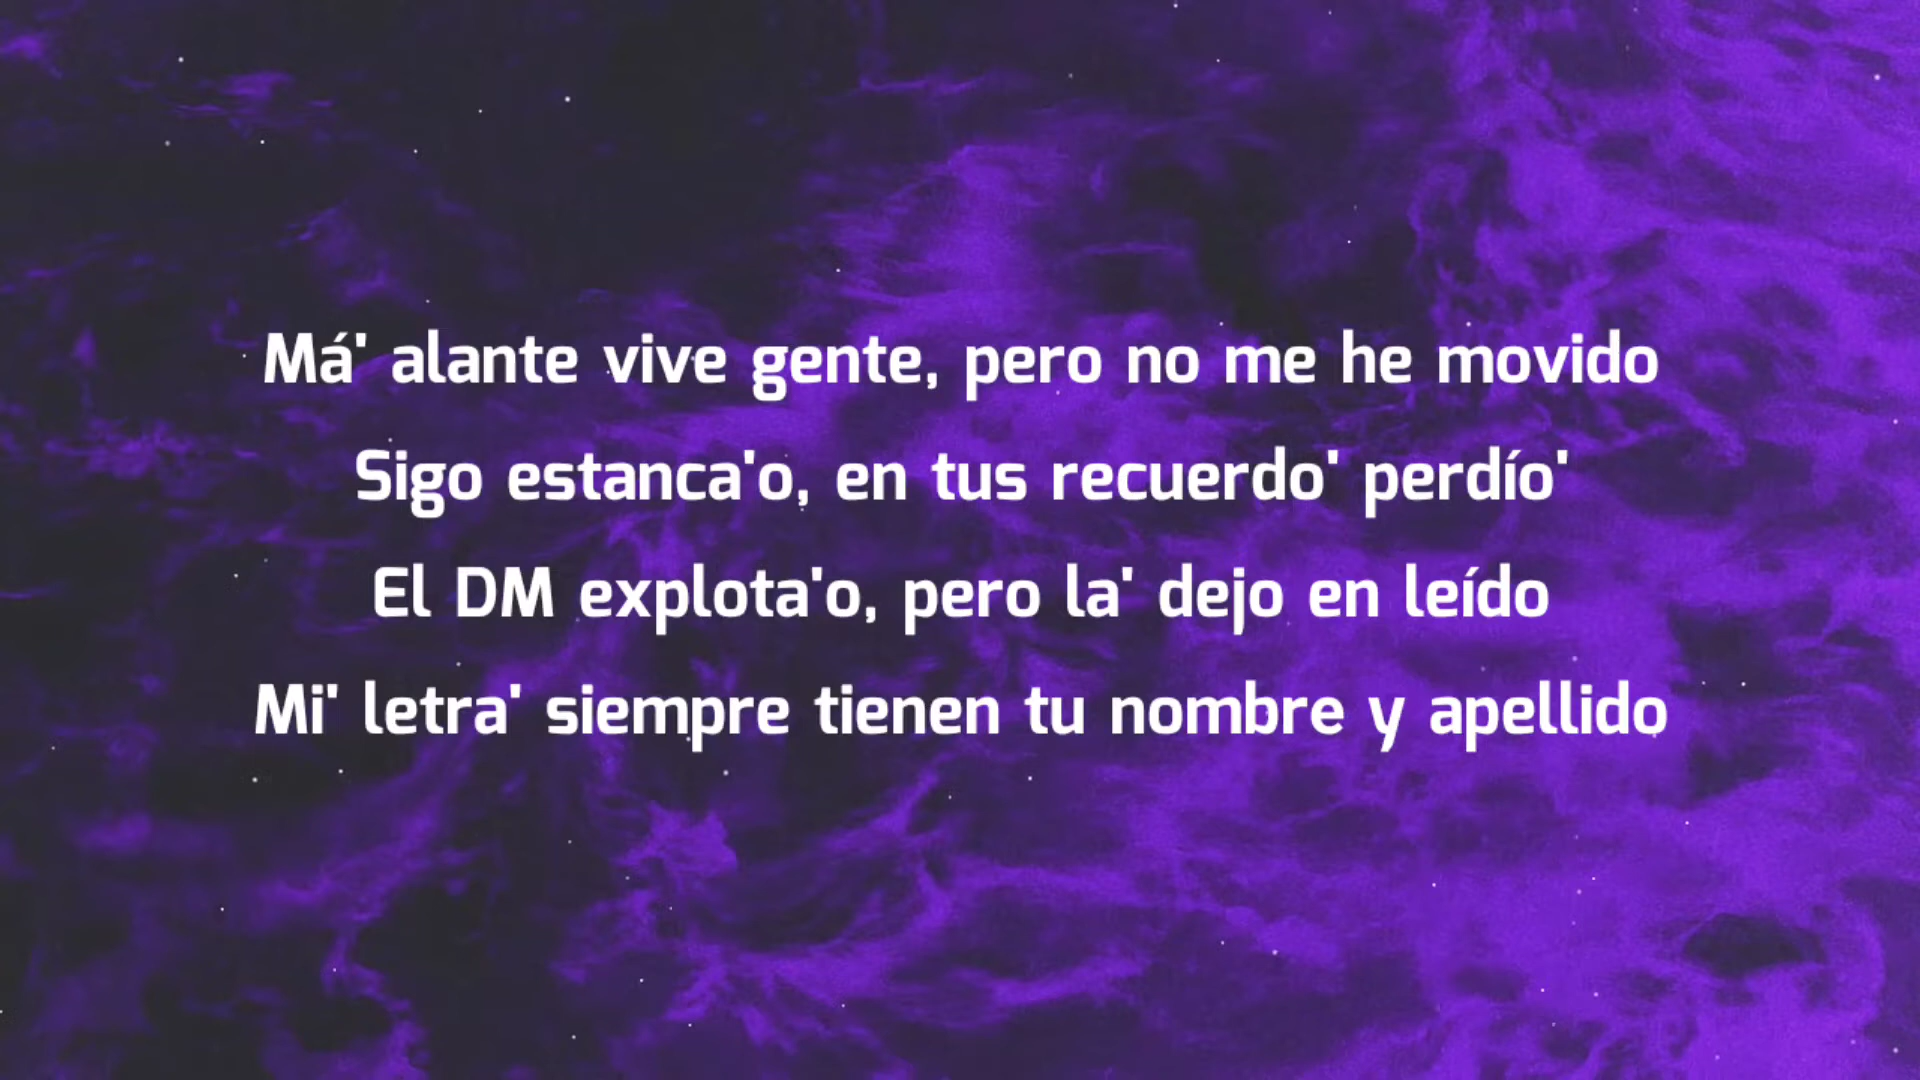 Má' alante vive gente, pero no me he movido
Sigo estanca'o, en tus recuerdo' perdío'
El DM explota'o, pero la' dejo en leído
Mi' letra' siempre tienen tu nombre y apellido